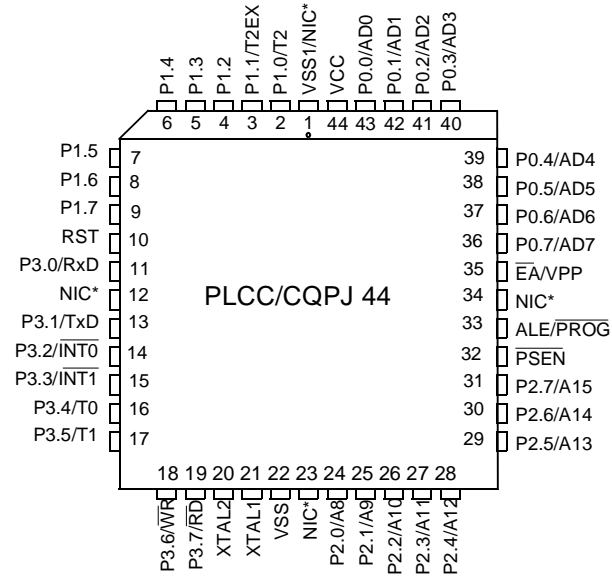 P1.4
P1.3
P1.2
P1.1/T2EX
P1.0/T2
VSS1/NIC*
VCC
P0.0/AD0
P0.1/AD1
P0.2/AD2
P0.3/AD3
6 5 4 3 2 1 44 43 42 41 40
P1.5 7
P1.6 8
P1.7 9
RST 10
P3.0/RxD 11
NIC* 12
P3.1/TxD 13
P3.2/INT0 14
P3.3/INT1 15
P3.4/T0 16
P3.5/T1 17
PLCC/CQPJ 44
39 P0.4/AD4
38 P0.5/AD5
37 P0.6/AD6
36 P0.7/AD7
35 EA/VPP
34 NIC*
33 ALE/PROG
32 PSEN
31 P2.7/A15
30 P2.6/A14
29 P2.5/A13
18 19 20 21 22 23 24 25 26 27 28
P3.6/WR
P3.7/RD
XTAL2
XTAL1
VSS
NIC*
P2.0/A8
P2.1/A9
P2.2/A10
P2.3/A11
P2.4/A12